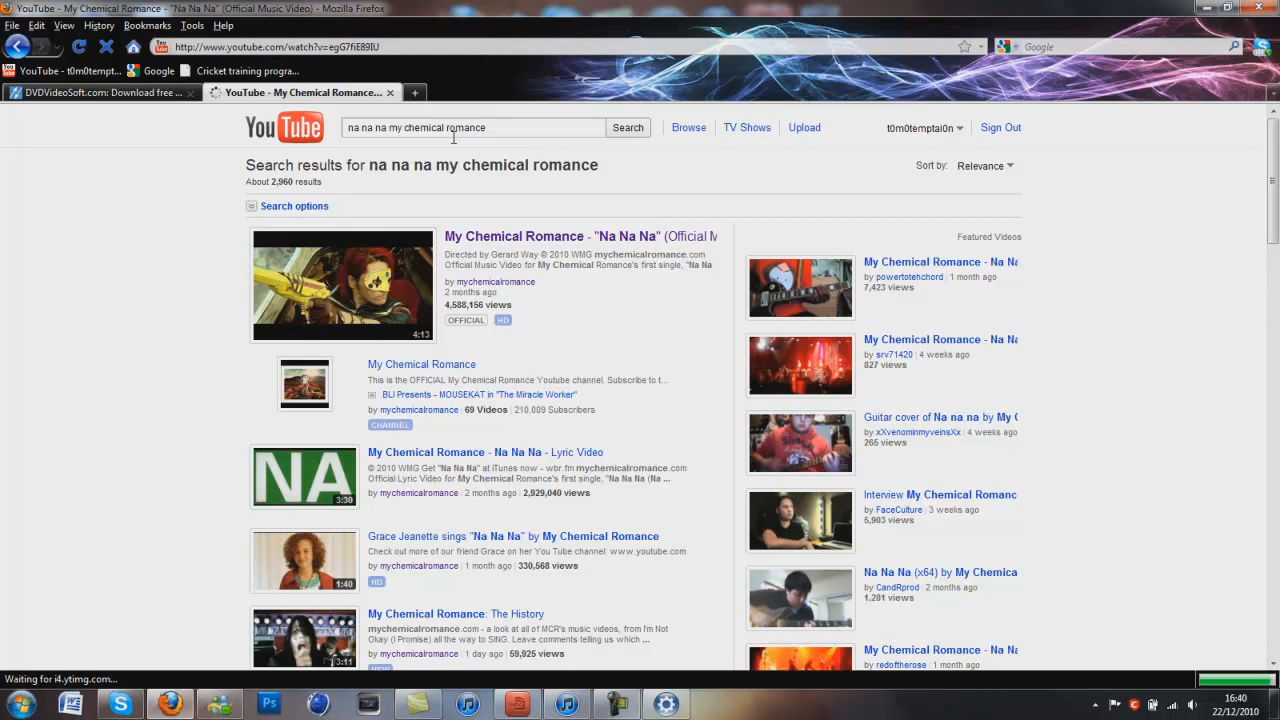 YouTube - My Chemical Romance - "Na Na Na" (Official Music Video) - Mozilla Firefox
File Edit View History Bookmarks Tools Help
http://www.youtube.com/watch?v=egG7fiE89IU
Google
YouTube - t0m0tempt... Google Cricket training progra...
DVDVideoSoft.com: Download free ...
YouTube - My Chemical Romance...
YouTube
na na na my chemical romance
Search
Browse TV Shows Upload
t0m0temptai0n
Sign Out
Search results for na na na my chemical romance
About 2,960 results
Sort by: Relevance
Search options
My Chemical Romance - "Na Na Na" (Official M
Directed by Gerard Way © 2010 WMG mychemicalromance.com
Official Music Video for My Chemical Romance's first single, "Na Na
by mychemicalromance
2 months ago
4,588,156 views
OFFICIAL HD
4:13
My Chemical Romance
This is the OFFICIAL My Chemical Romance Youtube channel. Subscribe to t...
BLI Presents - MOUSEKAT in "The Miracle Worker"
by mychemicalromance | 69 Videos | 210,009 Subscribers
CHANNEL
My Chemical Romance - Na Na Na - Lyric Video
© 2010 WMG Get "Na Na Na" at iTunes now - wbr.fm mychemicalromance.com
Official Lyric Video for My Chemical Romance's first single, "Na Na Na (Na ...
by mychemicalromance | 2 months ago | 2,929,040 views
NA
3:30
Grace Jeanette sings "Na Na Na" by My Chemical Romance
Check out more of our friend Grace on her You Tube channel: www.youtube.com
by mychemicalromance | 1 month ago | 330,568 views
HD
1:40
My Chemical Romance: The History
mychemicalromance.com - a look at all of MCR's music videos, from I'm Not
Okay (I Promise) all the way to SING. Leave comments telling us which ...
by mychemicalromance | 1 day ago | 59,925 views
13:11
Featured Videos
My Chemical Romance - Na N
by powertotehchord | 1 month ago
7,423 views
My Chemical Romance - Na N
by srv71420 | 4 weeks ago
827 views
Guitar cover of Na na na by My C
by xXvenominmyveinsXx | 4 weeks ago
265 views
Interview My Chemical Romanc
by FaceCulture | 3 weeks ago
5,903 views
Na Na Na (x64) by My Chemica
by CandRprod | 2 months ago
1,281 views
My Chemical Romance - Na N
by redoftherose | 1 month ago
Waiting for i4.ytimg.com...
16:40
22/12/2010